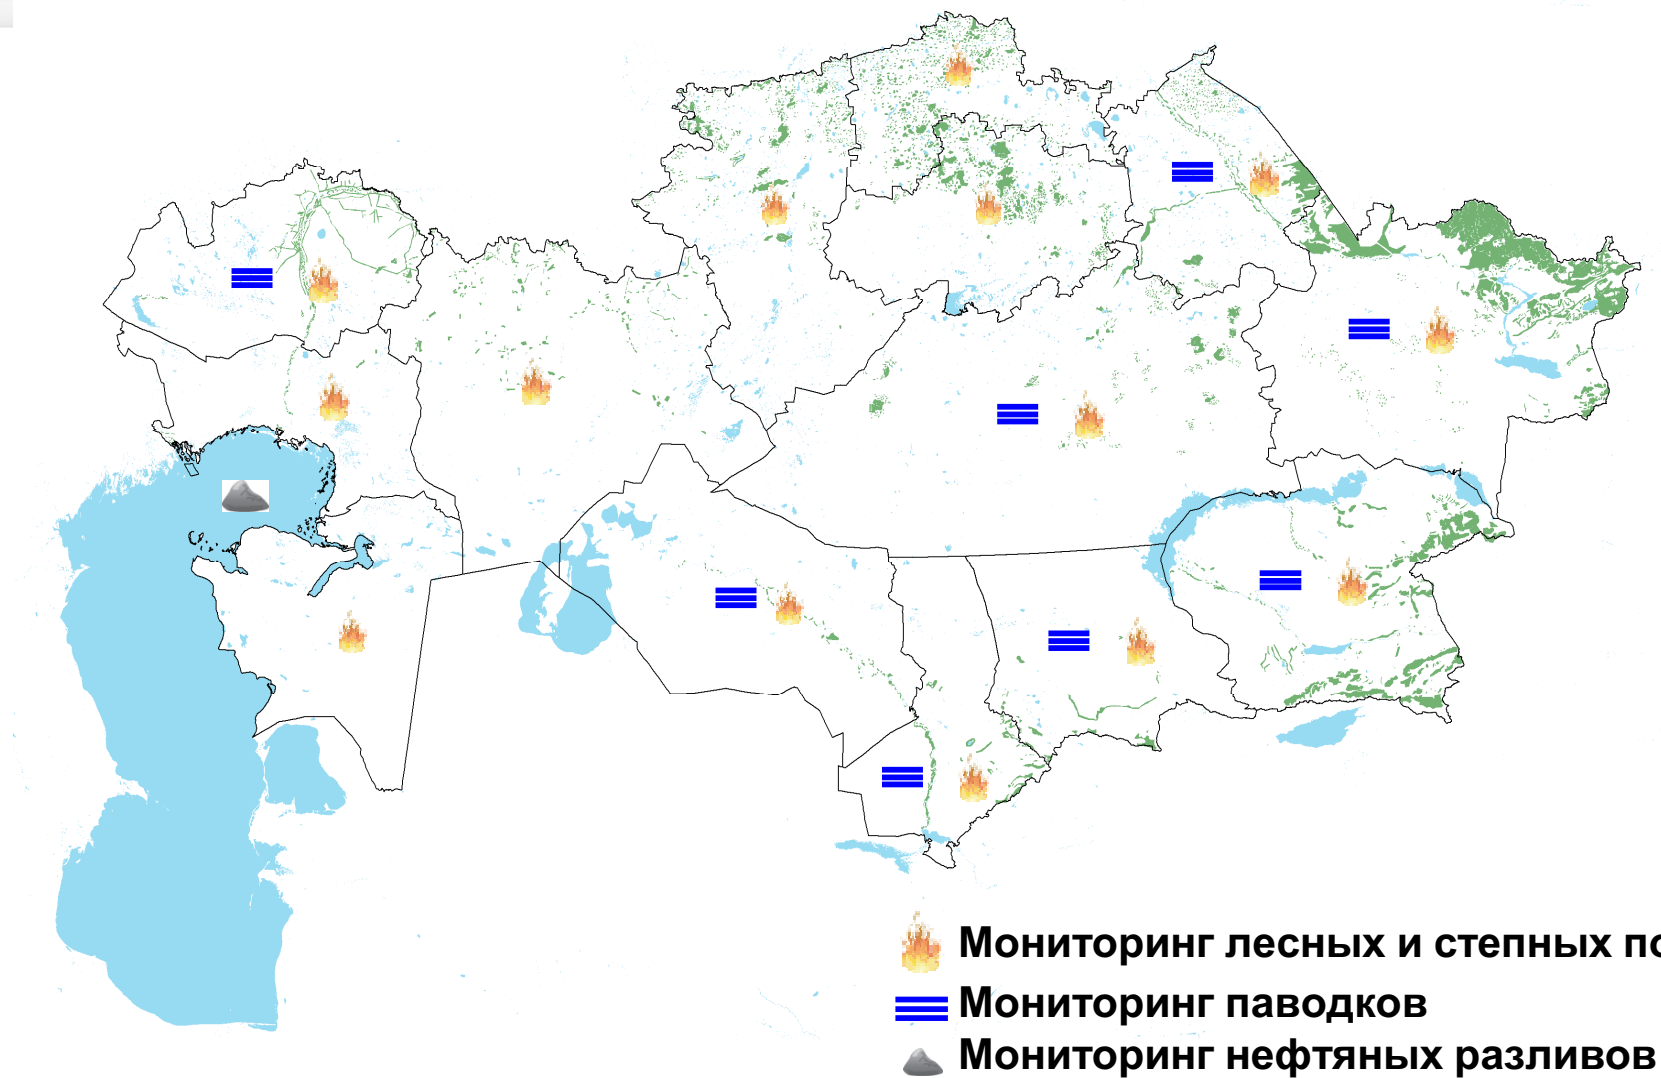 Мониторинг лесных и степных по
Мониторинг паводков
Мониторинг нефтяных разливов